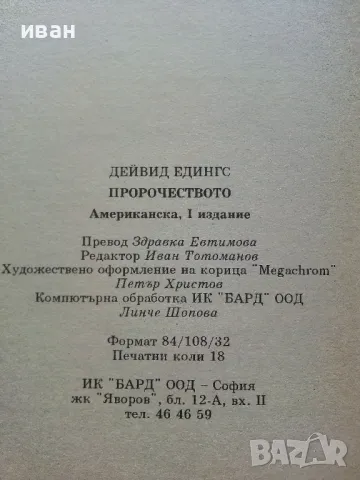 иван
ДЕЙВИД ЕДИНГС
ПРОРОЧЕСТВОТО
Американска, I издание
Превод Здравка Евтимова
Редактор Иван Тотоманов
Художествено оформление на корица "Megachrom"
Петър Христов
Компютърна обработка ИК "БАРД" ООД
Линче Шопова
Формат 84/108/32
Печатни коли 18
ИК "БАРД" ООД – София
жк "Яворов", бл. 12-А, вх. II
тел. 46 46 59
BAZAR